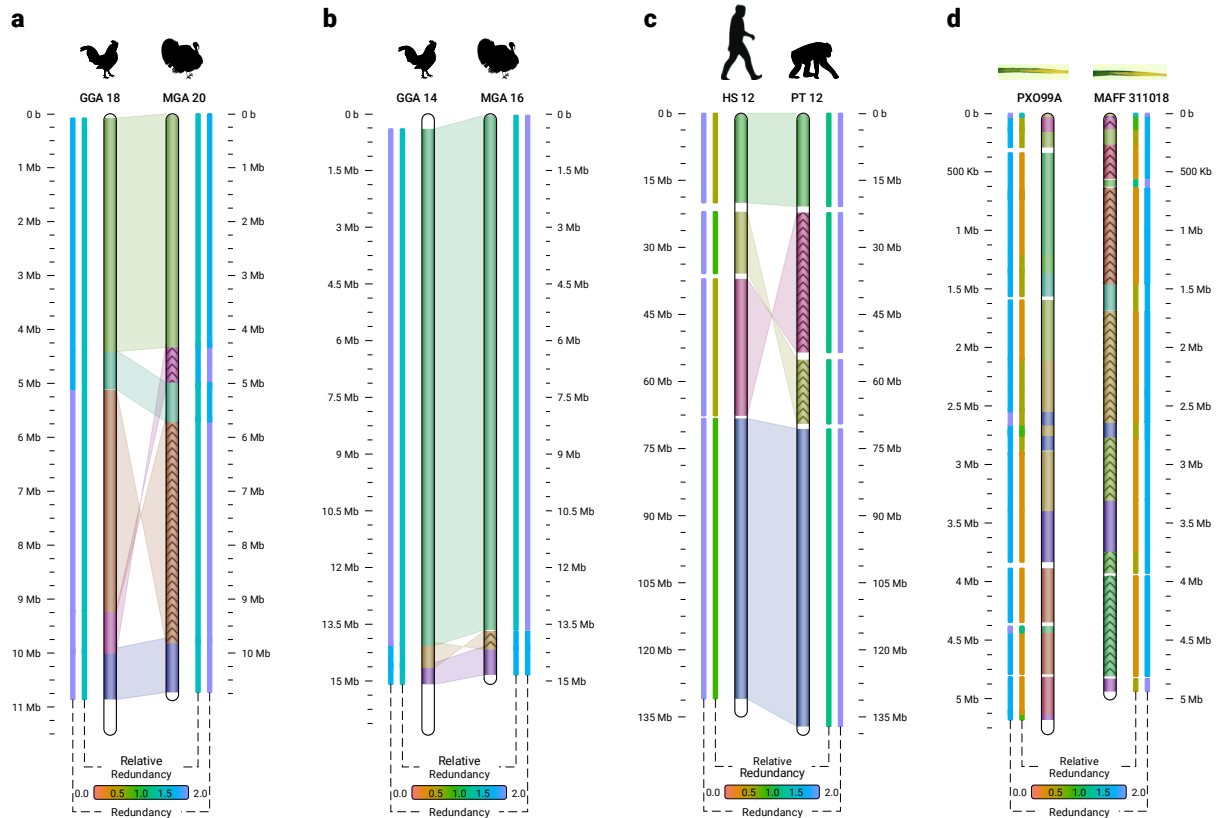 a
b
c
d
GGA 18
MGA 20
GGA 14
MGA 16
HS 12
PT 12
PXO99A
MAFF 311018
0 b
1 Mb
2 Mb
3 Mb
4 Mb
5 Mb
6 Mb
7 Mb
8 Mb
9 Mb
10 Mb
11 Mb
0 b
1 Mb
2 Mb
3 Mb
4 Mb
5 Mb
6 Mb
7 Mb
8 Mb
9 Mb
10 Mb
0 b
1.5 Mb
3 Mb
4.5 Mb
6 Mb
7.5 Mb
9 Mb
10.5 Mb
12 Mb
13.5 Mb
15 Mb
0 b
1.5 Mb
3 Mb
4.5 Mb
6 Mb
7.5 Mb
9 Mb
10.5 Mb
12 Mb
13.5 Mb
15 Mb
0 b
15 Mb
30 Mb
45 Mb
60 Mb
75 Mb
90 Mb
105 Mb
120 Mb
135 Mb
0 b
15 Mb
30 Mb
45 Mb
60 Mb
75 Mb
90 Mb
105 Mb
120 Mb
135 Mb
0 b
500 Kb
1 Mb
1.5 Mb
2 Mb
2.5 Mb
3 Mb
3.5 Mb
4 Mb
4.5 Mb
5 Mb
0 b
500 Kb
1 Mb
1.5 Mb
2 Mb
2.5 Mb
3 Mb
3.5 Mb
4 Mb
4.5 Mb
5 Mb
Relative
Redundancy
0.0 0.5 1.0 1.5 2.0
Redundancy
Relative
Redundancy
0.0 0.5 1.0 1.5 2.0
Redundancy
Relative
Redundancy
0.0 0.5 1.0 1.5 2.0
Redundancy
Relative
Redundancy
0.0 0.5 1.0 1.5 2.0
Redundancy